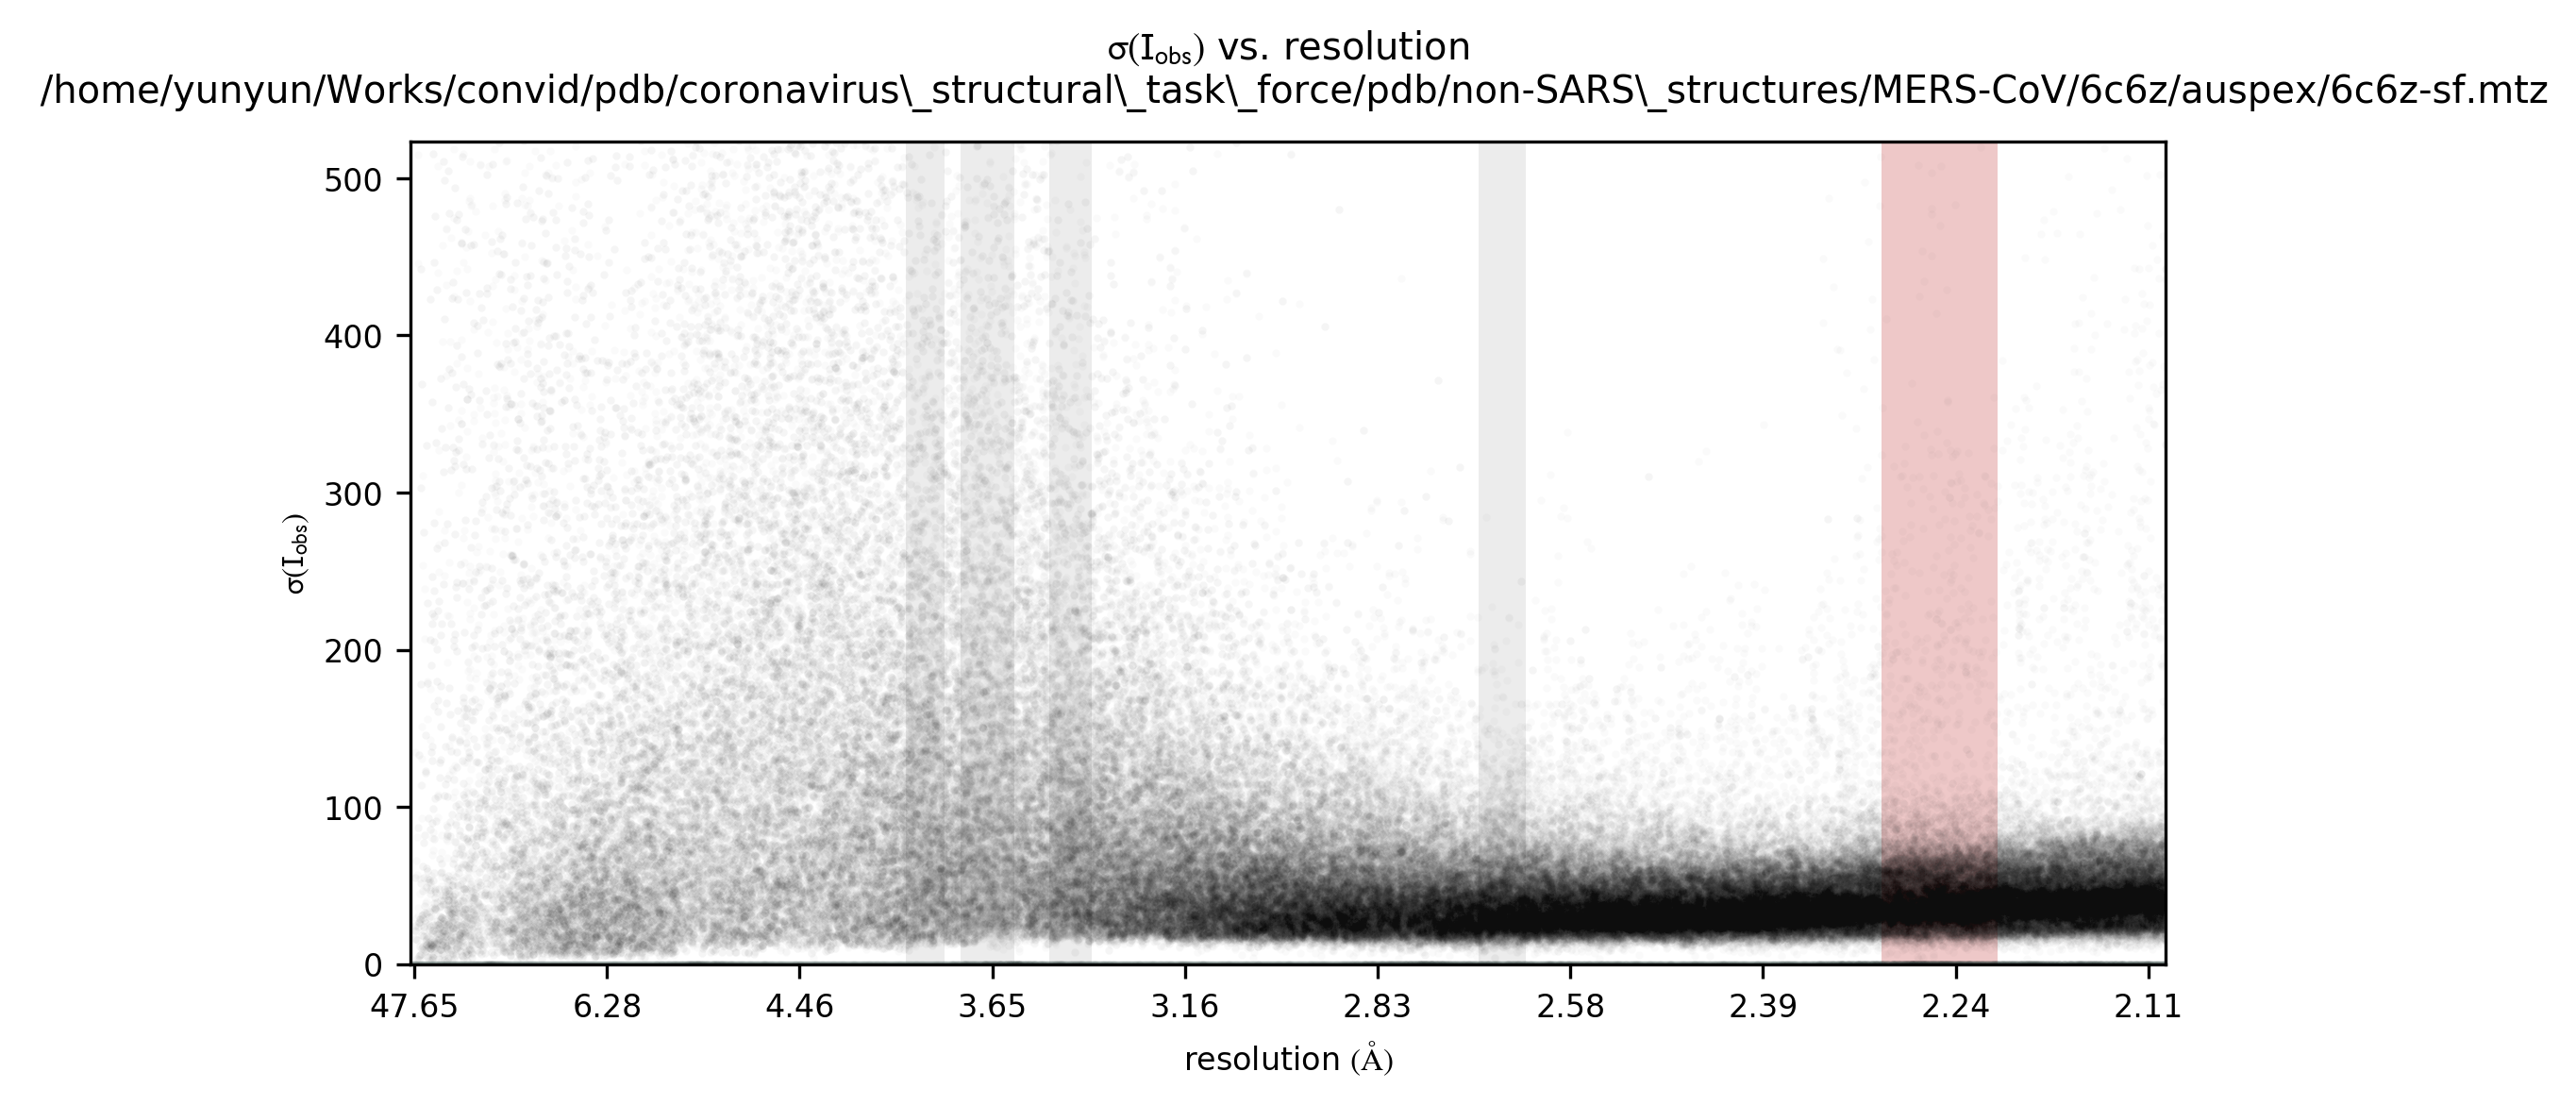 σ(I_obs) vs. resolution
/home/yunyun/Works/convid/pdb/coronavirus\_structural\_task\_force/pdb/non-SARS\_structures/MERS-CoV/6c6z/auspex/6c6z-sf.mtz
500
400
300
200
100
0
σ(I_obs)
47.65 6.28 4.46 3.65 3.16 2.83 2.58 2.39 2.24 2.11
resolution (Å)